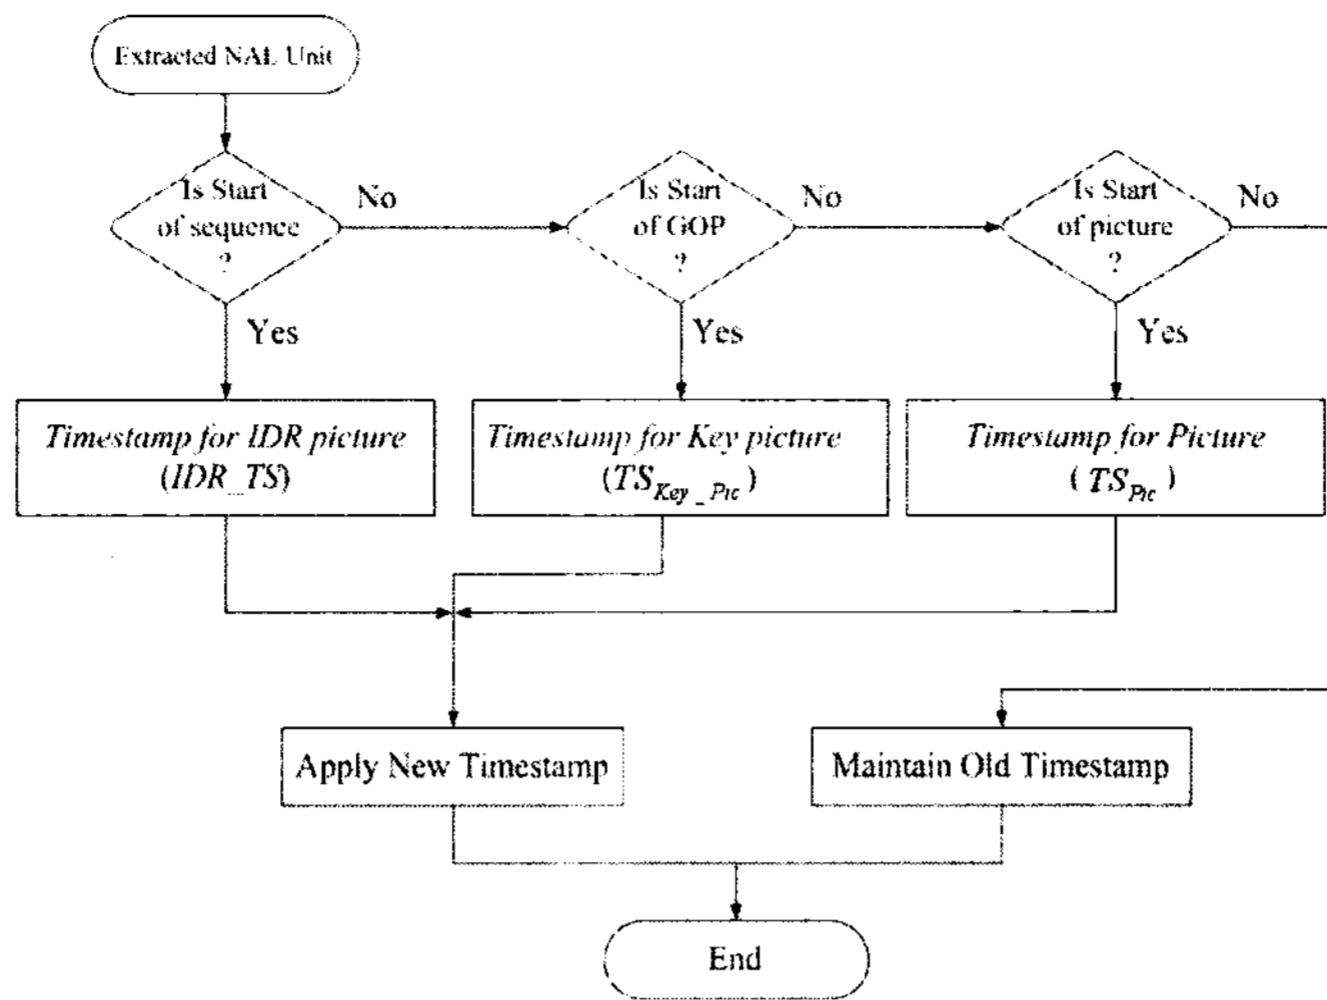 Extracted NAL Unit
Is Start
of sequence
?
No
Is Start
of GOP
?
No
Is Start
of picture
?
No
Yes
Yes
Yes
Timestamp for IDR picture
(IDR_TS)
Timestamp for Key picture
(TS_Key_Pic)
Timestamp for Picture
(TS_Pic)
Apply New Timestamp
Maintain Old Timestamp
End